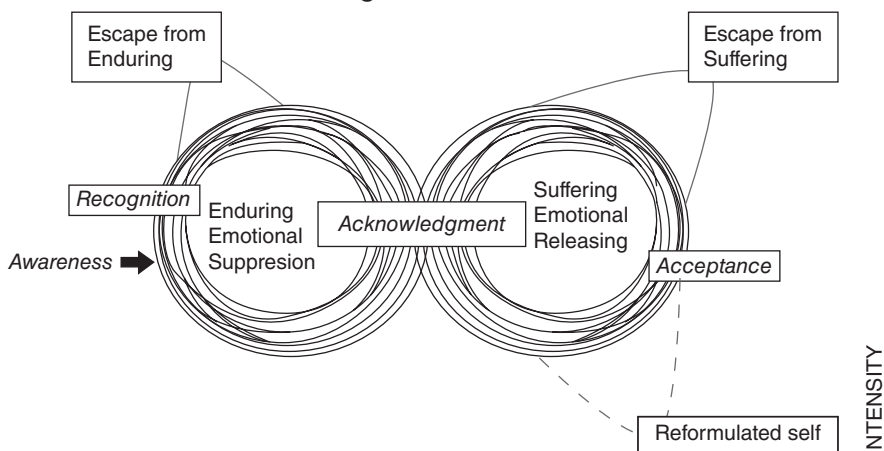 Escape from
Enduring
Escape from
Suffering
Recognition
Enduring
Emotional
Suppresion
Acknowledgment
Suffering
Emotional
Releasing
Awareness
Acceptance
Reformulated self
NTENSITY